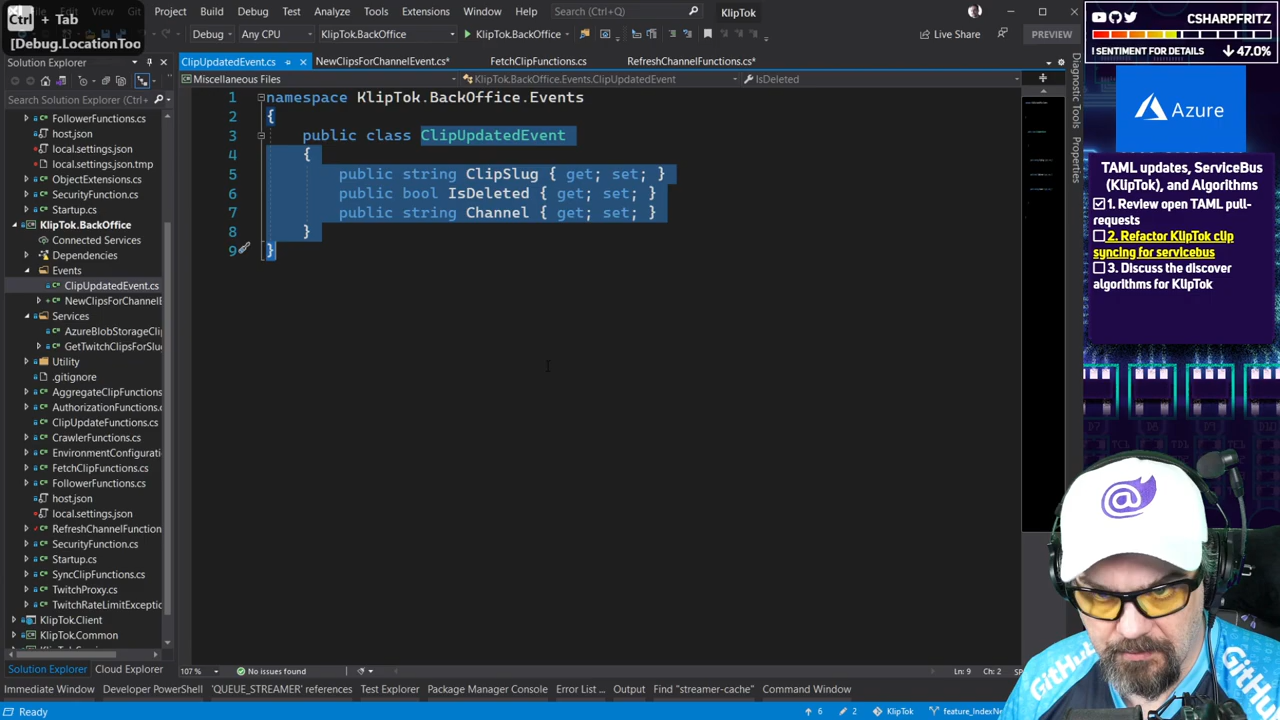 Ctrl + Tab
[Debug.LocationToo
Project Build Debug Test Analyze Tools Extensions Window Help Search (Ctrl+Q) KlipTok
Debug Any CPU KlipTok.BackOffice KlipTok.BackOffice Live Share PREVIEW
Solution Explorer
Search Solution Explorer
FollowerFunctions.cs
host.json
local.settings.json
local.settings.json.tmp
ObjectExtensions.cs
SecurityFunction.cs
Startup.cs
KlipTok.BackOffice
Connected Services
Dependencies
Events
ClipUpdatedEvent.cs
NewClipsForChannelE
Services
AzureBlobStorageClip
GetTwitchClipsForSlu
Utility
.gitignore
AggregateClipFunctions
AuthorizationFunctions.
ClipUpdateFunctions.cs
CrawlerFunctions.cs
EnvironmentConfigurati
FetchClipFunctions.cs
FollowerFunctions.cs
host.json
local.settings.json
RefreshChannelFunction
SecurityFunction.cs
Startup.cs
SyncClipFunctions.cs
TwitchProxy.cs
TwitchRateLimitExceptio
KlipTok.Client
KlipTok.Common
Solution Explorer Cloud Explorer
ClipUpdatedEvent.cs NewClipsForChannelEvent.cs* FetchClipFunctions.cs RefreshChannelFunctions.cs*
Miscellaneous Files KlipTok.BackOffice.Events.ClipUpdatedEvent IsDeleted
1 namespace KlipTok.BackOffice.Events
2 {
3 public class ClipUpdatedEvent
4 {
5 public string ClipSlug { get; set; }
6 public bool IsDeleted { get; set; }
7 public string Channel { get; set; }
8 }
9 }
107 % No issues found Ln: 9 Ch: 2 SP
Diagnostic Tools
Properties
Immediate Window Developer PowerShell 'QUEUE_STREAMER' references Test Explorer Package Manager Console Error List ... Output Find "streamer-cache" Command Window
Ready 6 2 KlipTok feature_IndexNe
CSHARPFRITZ
! SENTIMENT FOR DETAILS 47.0%
Azure
TAML updates, ServiceBus
(KlipTok), and Algorithms
1. Review open TAML pull-
requests
2. Refactor KlipTok clip
syncing for servicebus
3. Discuss the discover
algorithms for KlipTok
@
GitHub
GitHub